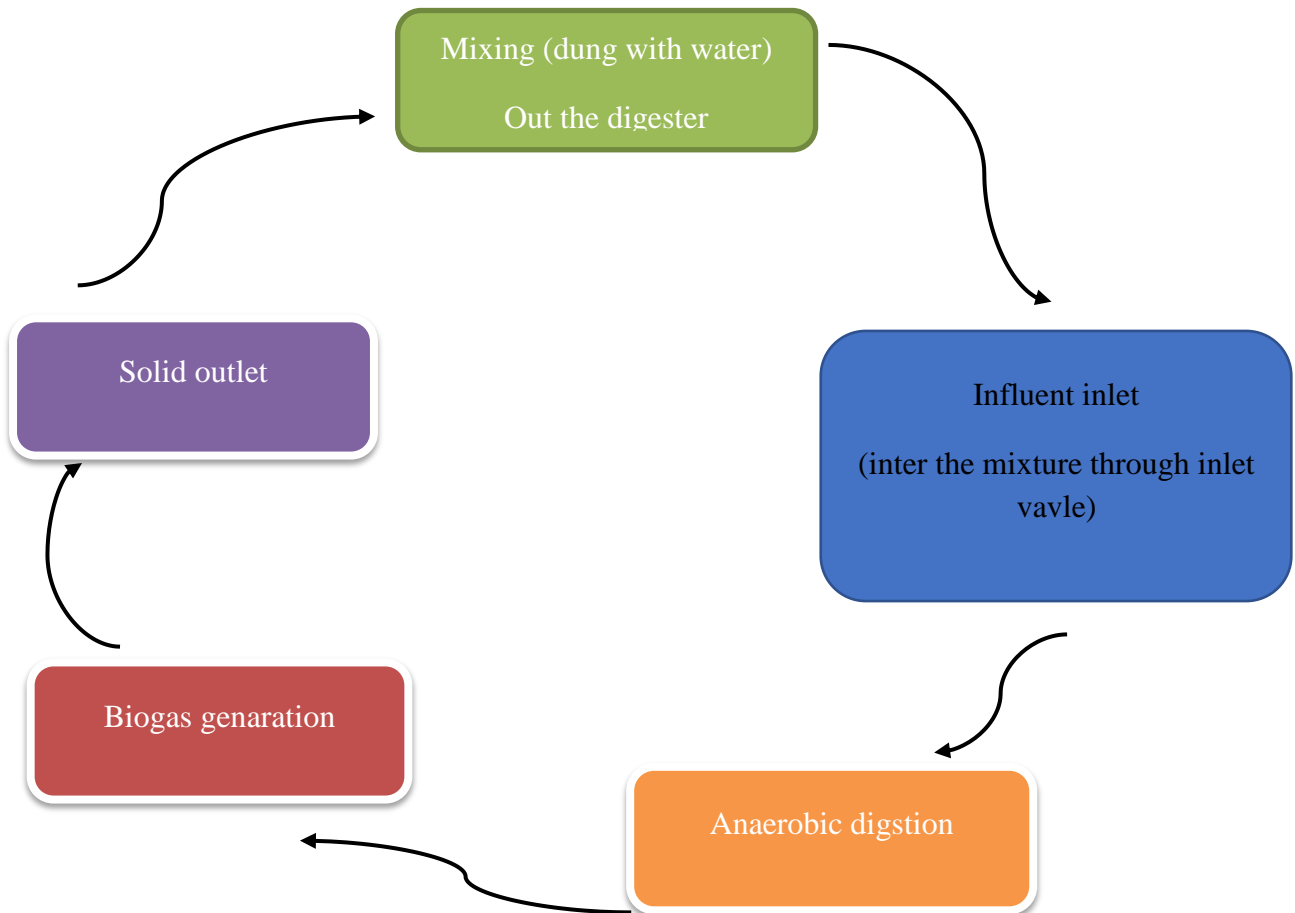 Mixing (dung with water)
Out the digester
Influent inlet
(inter the mixture through inlet
vavle)
Anaerobic digstion
Biogas genaration
Solid outlet